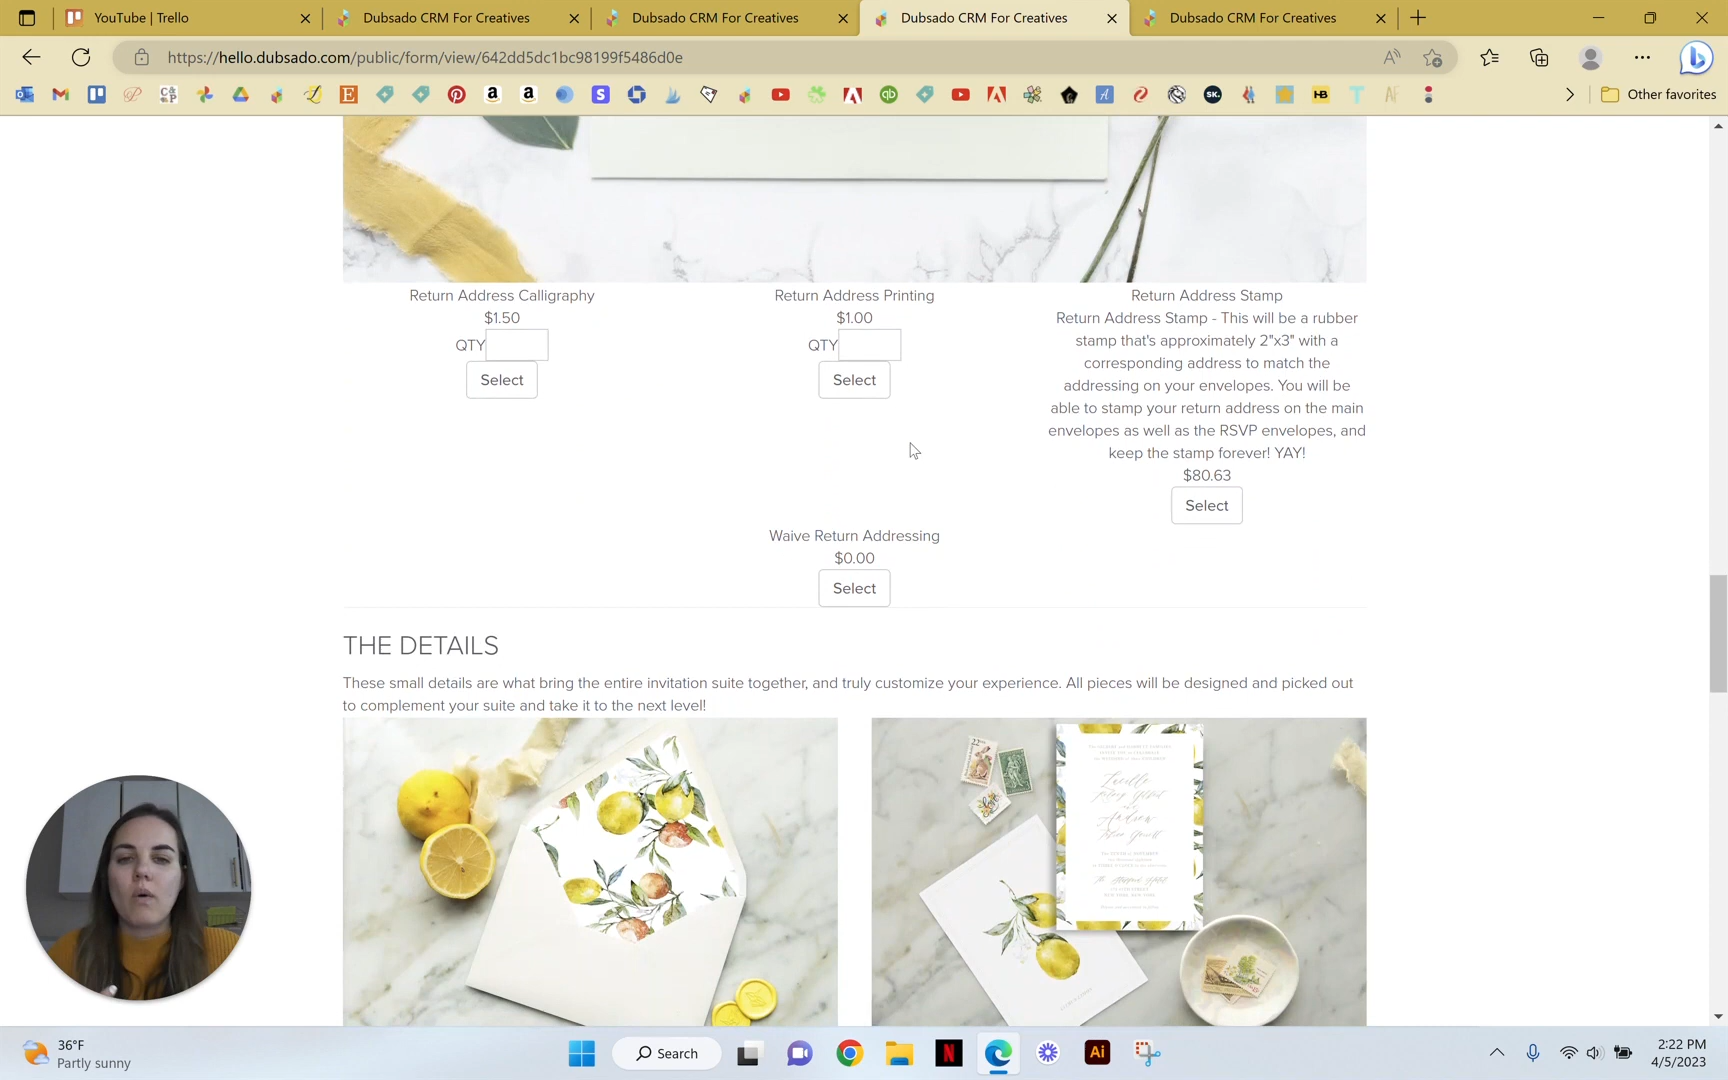 YouTube | Trello
Dubsado CRM For Creatives
Dubsado CRM For Creatives
Dubsado CRM For Creatives
Dubsado CRM For Creatives
https://hello.dubsado.com/public/form/view/642dd5dc1bc98199f5486d0e
Other favorites
Return Address Calligraphy
$1.50
QTY
Select
Return Address Printing
$1.00
QTY
Select
Return Address Stamp
Return Address Stamp - This will be a rubber
stamp that's approximately 2"x3" with a
corresponding address to match the
addressing on your envelopes. You will be
able to stamp your return address on the main
envelopes as well as the RSVP envelopes, and
keep the stamp forever! YAY!
$80.63
Select
Waive Return Addressing
$0.00
Select
THE DETAILS
These small details are what bring the entire invitation suite together, and truly customize your experience. All pieces will be designed and picked out
to complement your suite and take it to the next level!
36°F
Partly sunny
Search
2:22 PM
4/5/2023